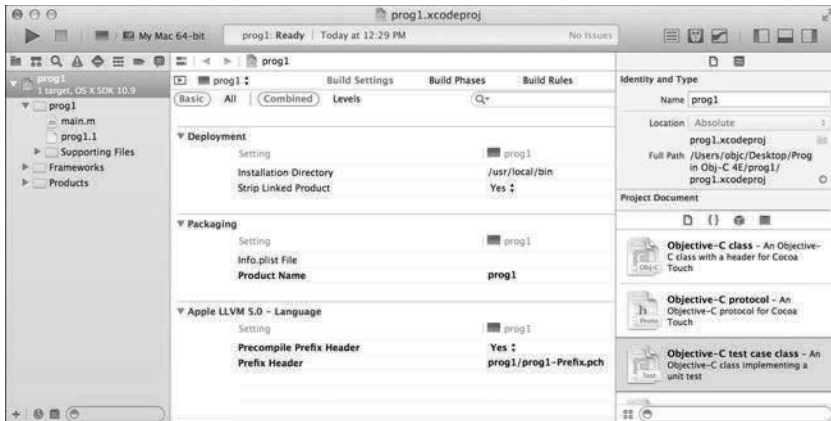 prog1.xcodeproj
My Mac 64-bit
prog1: Ready | Today at 12:29 PM
No Issues
prog1
1 target, OS X SDK 10.9
prog1
main.m
prog1.1
Supporting Files
Frameworks
Products
prog1
prog1
Build Settings
Build Phases
Build Rules
Basic
All
Combined
Levels
Deployment
Setting
prog1
Installation Directory
/usr/local/bin
Strip Linked Product
Yes
Packaging
Setting
prog1
Info.plist File
Product Name
prog1
Apple LLVM 5.0 - Language
Setting
prog1
Precompile Prefix Header
Yes
Prefix Header
prog1/prog1-Prefix.pch
Identity and Type
Name
prog1
Location
Absolute
prog1.xcodeproj
Full Path
/Users/objc/Desktop/Prog
in Obj-C 4E/prog1/
prog1.xcodeproj
Project Document
Obj-C
Objective-C class - An Objective-
C class with a header for Cocoa
Touch
h
Proto
Objective-C protocol - An
Objective-C protocol for Cocoa
Touch
Test
Objective-C test case class - An
Objective-C class implementing a
unit test